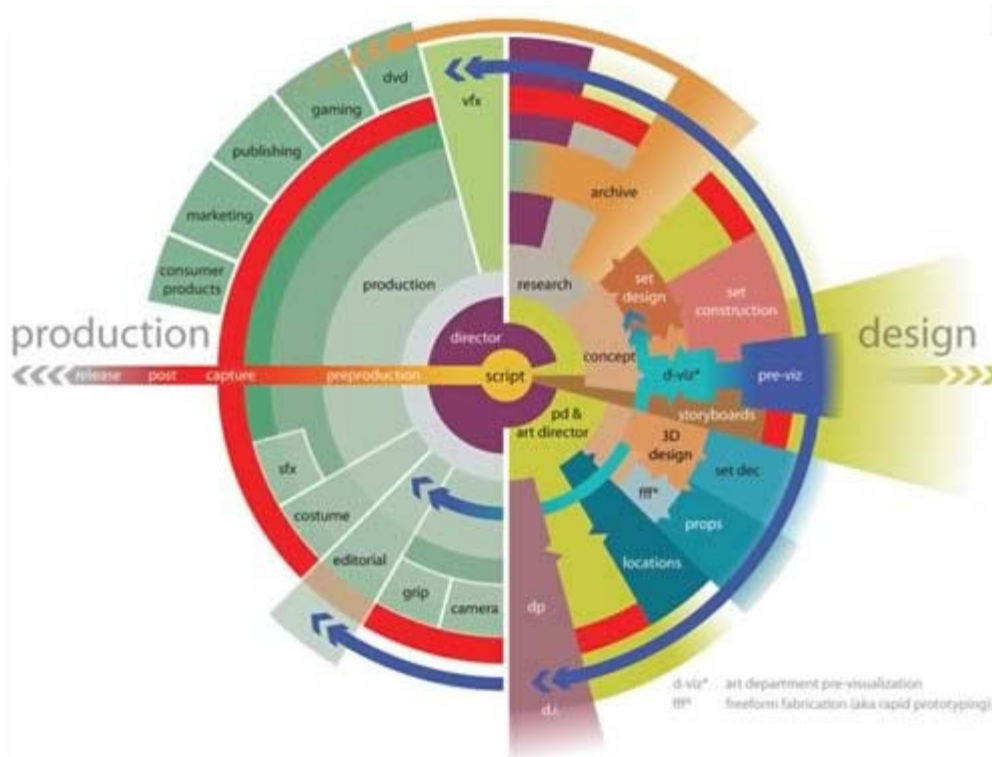 dvd
vfx
gaming
publishing
archive
marketing
consumer
products
production
research
set
design
set
construction
production
director
concept
design
release
post
capture
preproduction
script
d-viz*
pre-viz
storyboards
pd &
art director
3D
design
set dec
sfx
fff*
costume
props
editorial
locations
grip
camera
dp
d.i.
d-viz* art department pre-visualization
fff* freeform fabrication (aka rapid prototyping)